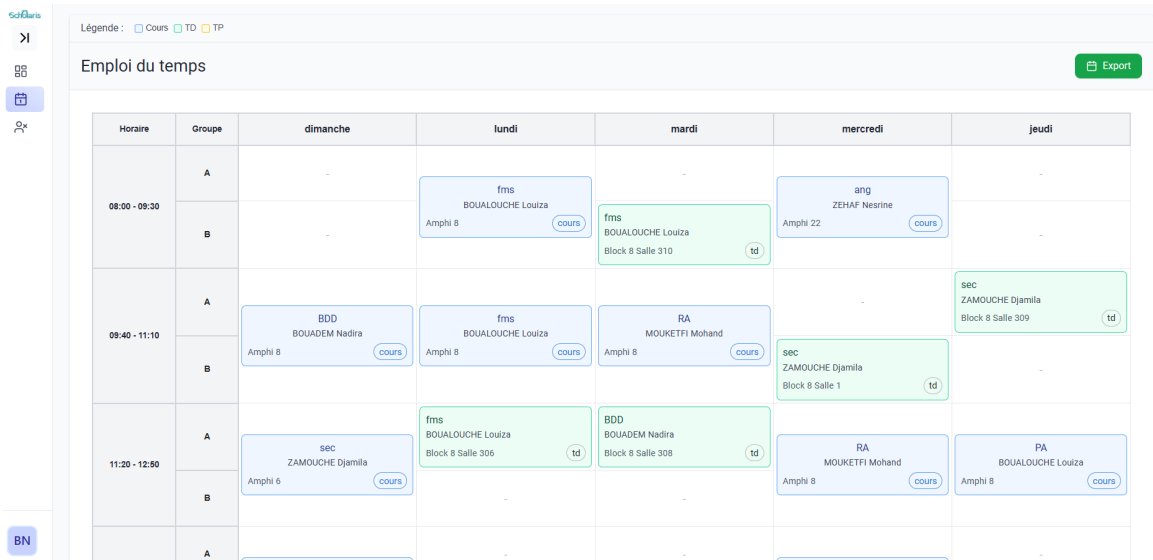 Schølaris
Légende : Cours TD TP
Emploi du temps
Export
Horaire Groupe dimanche lundi mardi mercredi jeudi
08:00 - 09:30
A
-
-
-
B
-
-
fms
BOUALOUCHE Louiza
Amphi 8 cours
fms
BOUALOUCHE Louiza
Block 8 Salle 310 td
ang
ZEHAF Nesrine
Amphi 22 cours
09:40 - 11:10
A
-
B
-
BDD
BOUADEM Nadira
Amphi 8 cours
fms
BOUALOUCHE Louiza
Amphi 8 cours
RA
MOUKETFI Mohand
Amphi 8 cours
sec
ZAMOUCHE Djamila
Block 8 Salle 1 td
sec
ZAMOUCHE Djamila
Block 8 Salle 309 td
11:20 - 12:50
A
B
-
-
sec
ZAMOUCHE Djamila
Amphi 6 cours
fms
BOUALOUCHE Louiza
Block 8 Salle 306 td
BDD
BOUADEM Nadira
Block 8 Salle 308 td
RA
MOUKETFI Mohand
Amphi 8 cours
PA
BOUALOUCHE Louiza
Amphi 8 cours
A
-
-
-
BN